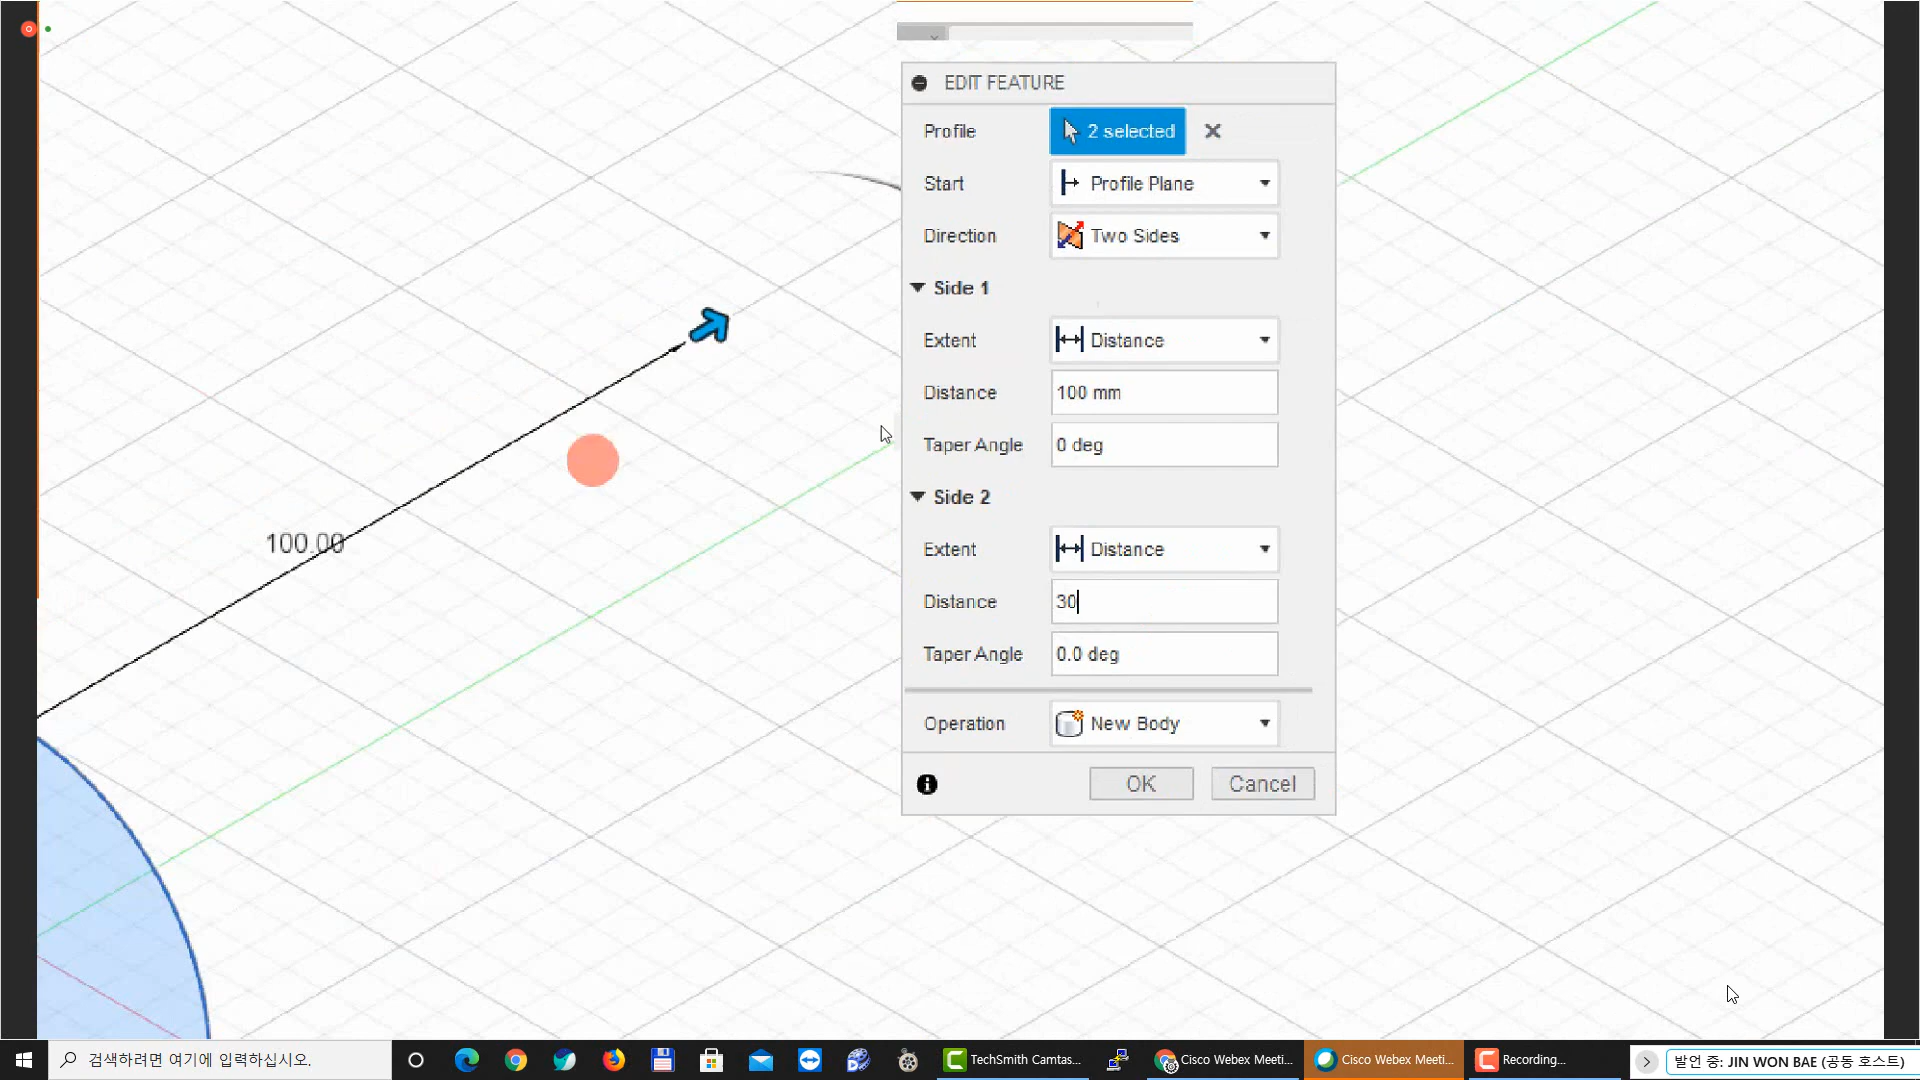 EDIT FEATURE
Profile 2 selected
Start Profile Plane
Direction Two Sides
Side 1
Extent Distance
Distance 100 mm
Taper Angle 0 deg
Side 2
Extent Distance
Distance 30
Taper Angle 0.0 deg
Operation New Body
OK Cancel
100.00
검색하려면 여기에 입력하십시오.
TechSmith Camtas...
Cisco Webex Meeti...
Cisco Webex Meeti...
Recording...
발언 중: JIN WON BAE (공동 호스트)